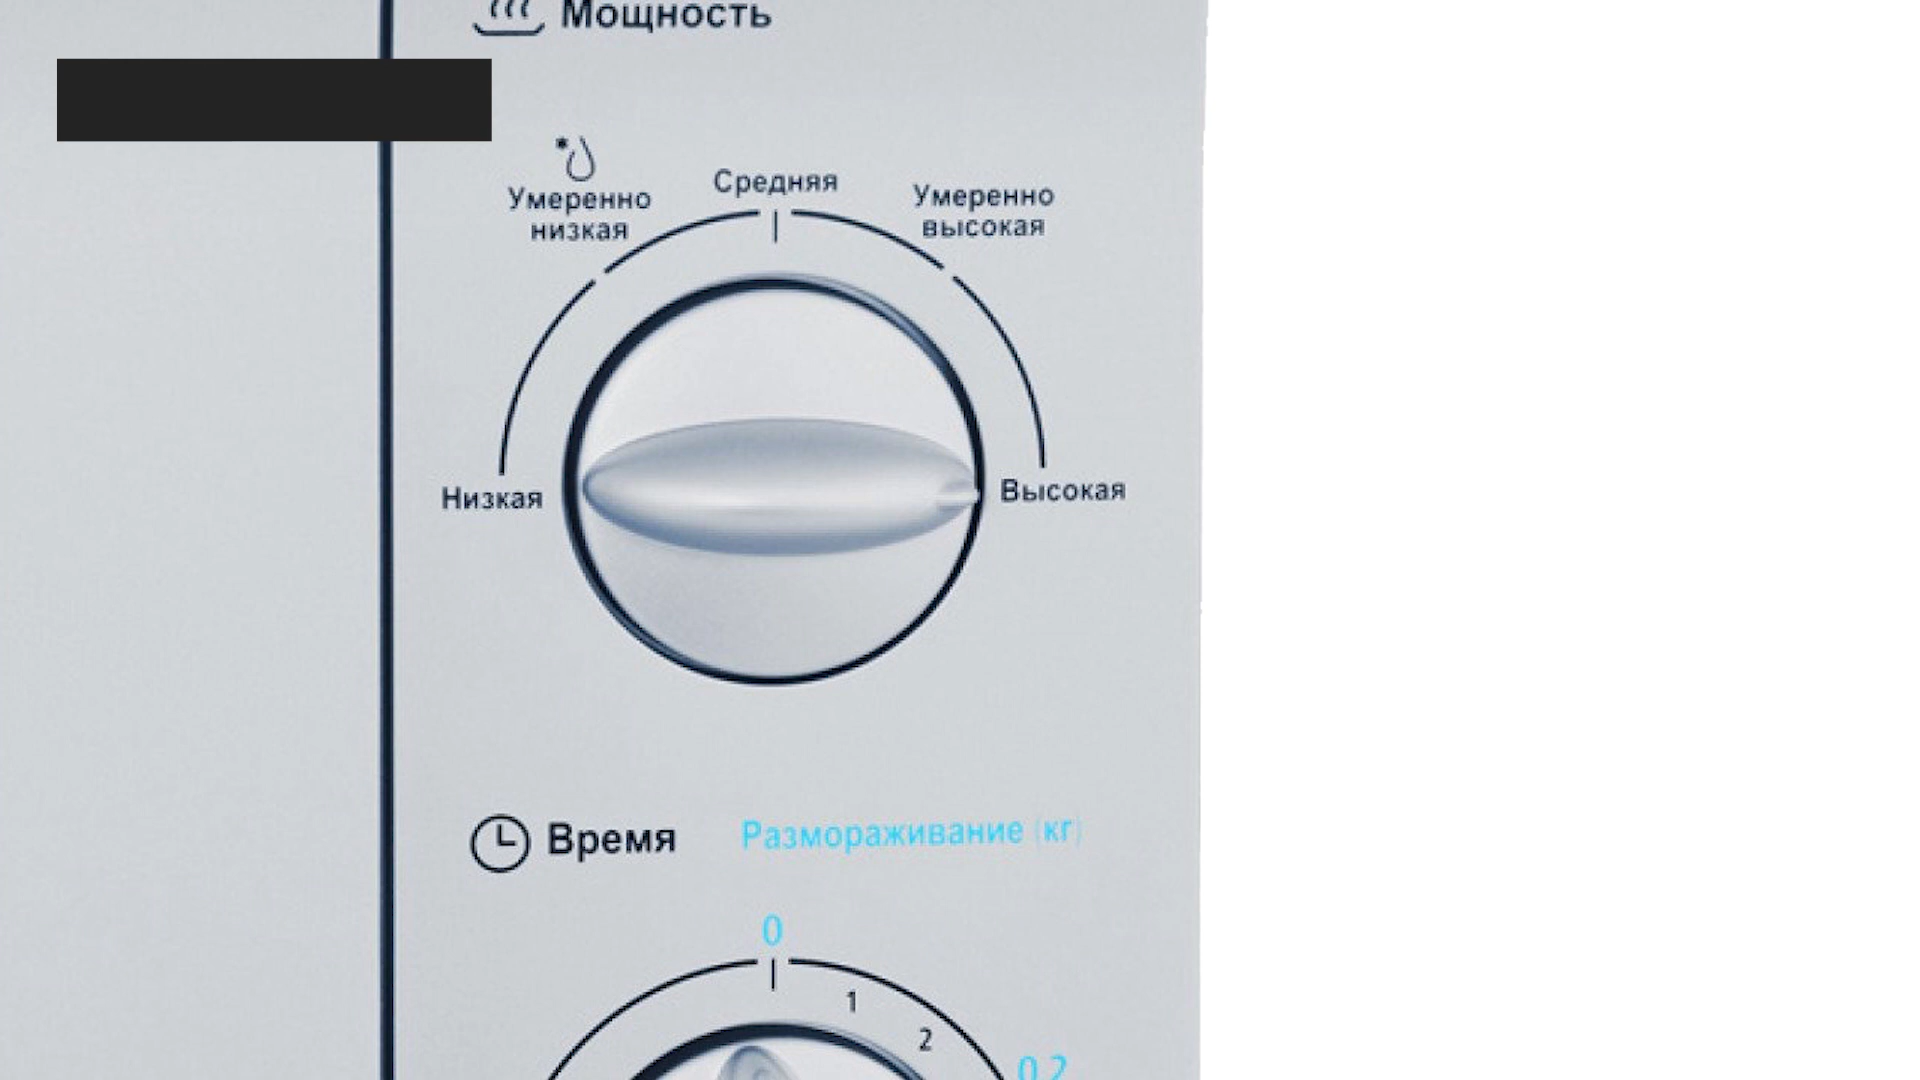 Мощность
Средняя
Умеренно
низкая
Умеренно
высокая
Низкая
Высокая
Время
Размораживание (кг)
0
1
2
0,2